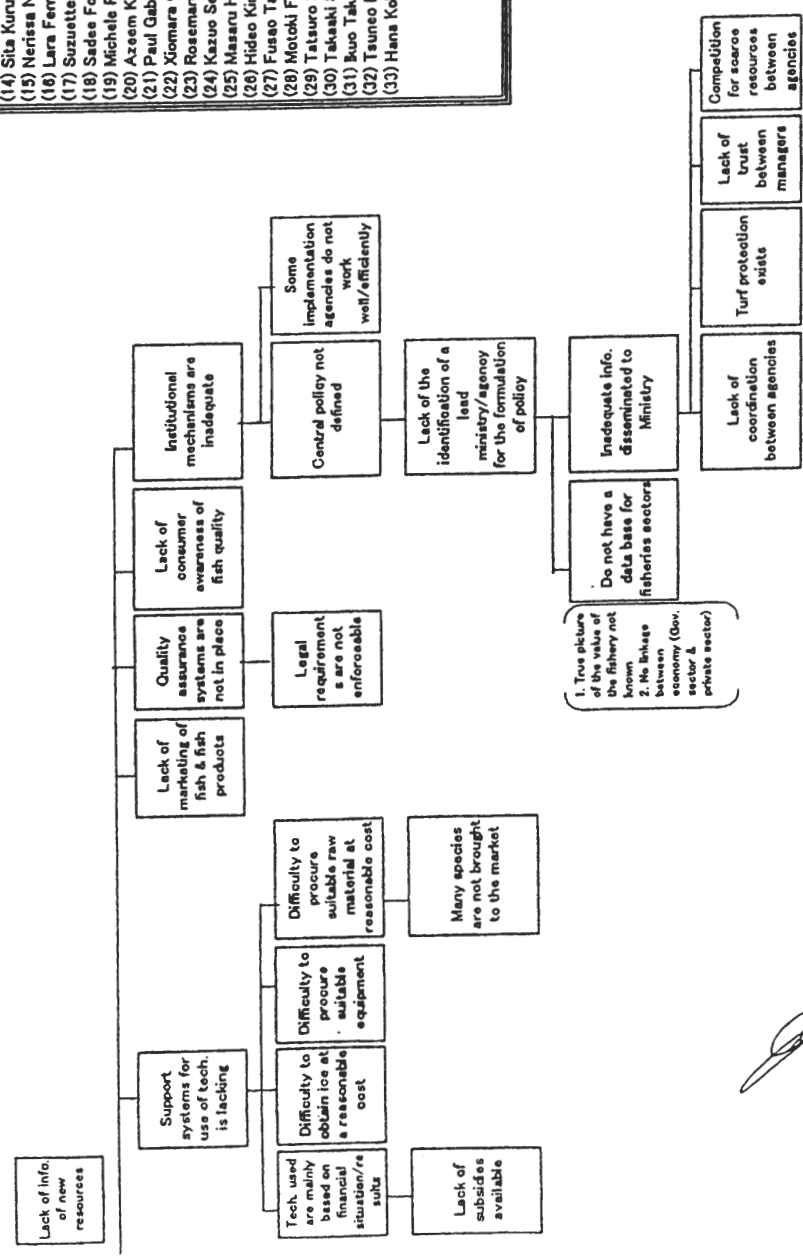 (14) Sita Kuru
(15) Nerissa N
(16) Lara Fern
(17) Suzuette
(18) Sadee Fo
(19) Michele F
(20) Azeem K
(21) Paul Gab
(22) Xiomara
(23) Roseman
(24) Kazuo Se
(25) Masaru H
(26) Hideo Kin
(27) Fusao Ta
(28) Motoki F
(29) Tatsuro
(30) Takaaki
(31) Ikuo Tak
(32) Tsuneo
(33) Hana Ko
Lack of info.
of new
resources
Support
systems for
use of tech.
is lacking
Lack of
marketing of
fish & fish
products
Quality
assurance
systems are
not in place
Lack of
consumer
awareness of
fish quality
Institutional
mechanisms are
inadequate
Tech. used
are mainly
based on
financial
situation/re
sults
Difficulty to
obtain ice at
a reasonable
cost
Difficulty to
procure
suitable
equipment
Difficulty to
procure
suitable raw
material at
reasonable cost
Legal
requirement
s are not
enforceable
Central policy not
defined
Some
implementation
agencies do not
work
well/efficiently
Lack of
subsidies
available
Many species
are not brought
to the market
Lack of the
identification of a
lead
ministry/agency
for the formulation
of policy
1. True picture
of the value of
the fishery not
known
2. No linkage
between
economy (Gov.
sector &
private sector)
Do not have a
data base for
fisheries sectors
Inadequate info.
disseminated to
Ministry
Lack of
coordination
between agencies
Turf protection
exists
Lack of
trust
between
managers
Competition
for scarce
resources
between
agencies